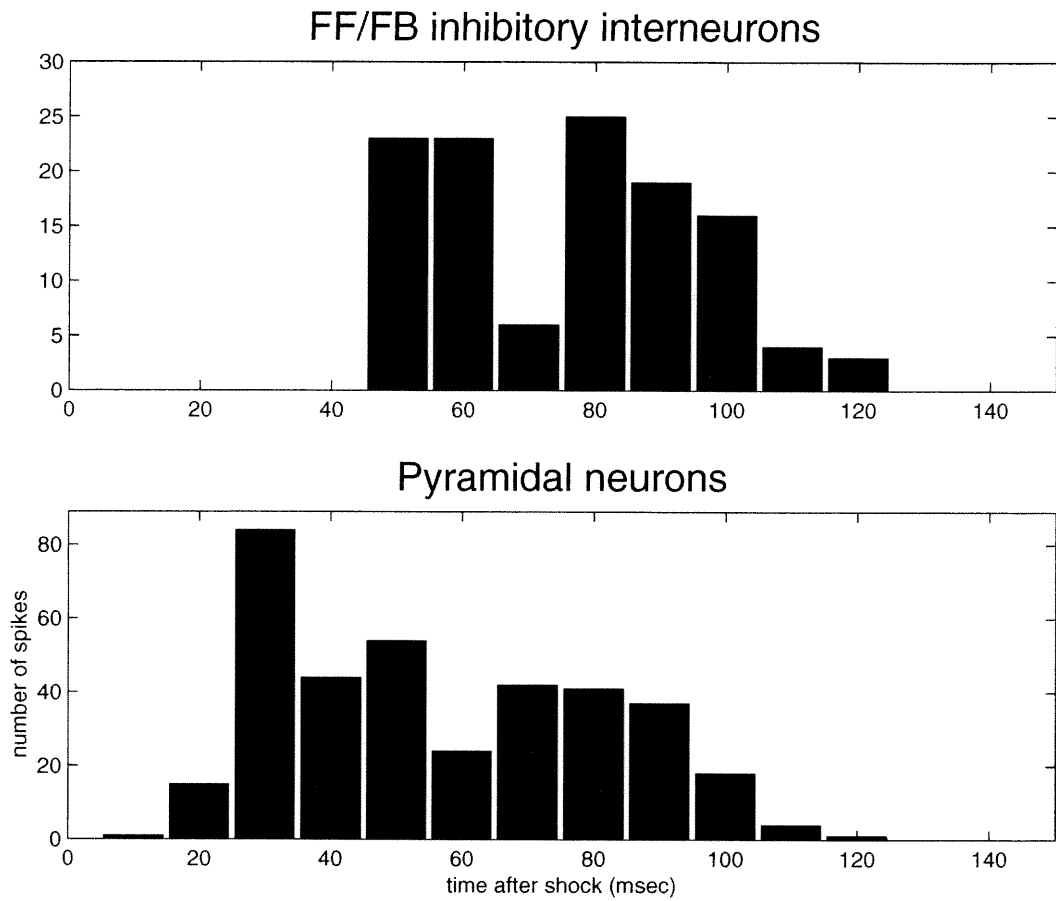 FF/FB inhibitory interneurons
30
25
20
15
10
5
0
0 20 40 60 80 100 120 140
Pyramidal neurons
number of spikes
80
60
40
20
0
0 20 40 60 80 100 120 140
time after shock (msec)